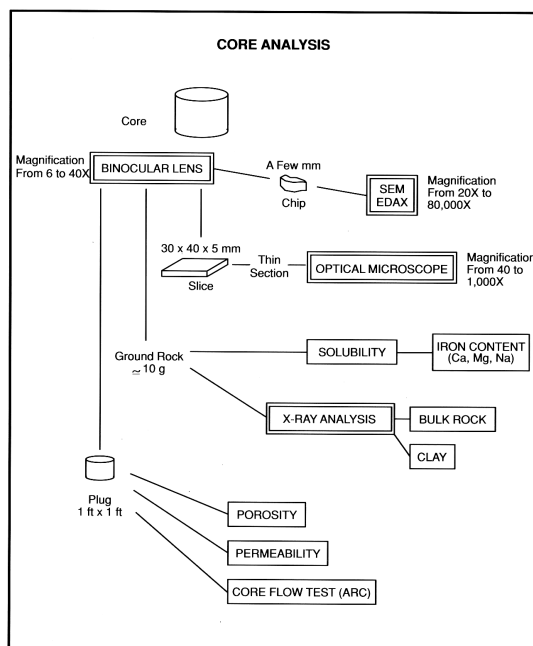 CORE ANALYSIS
Core
Magnification
From 6 to 40X
BINOCULAR LENS
A Few mm
Chip
SEM
EDAX
Magnification
From 20X to
80,000X
30 x 40 x 5 mm
Slice
Thin
Section
OPTICAL MICROSCOPE
Magnification
From 40 to
1,000X
Ground Rock
≃ 10 g
SOLUBILITY
IRON CONTENT
(Ca, Mg, Na)
X-RAY ANALYSIS
BULK ROCK
CLAY
Plug
1 ft x 1 ft
POROSITY
PERMEABILITY
CORE FLOW TEST (ARC)